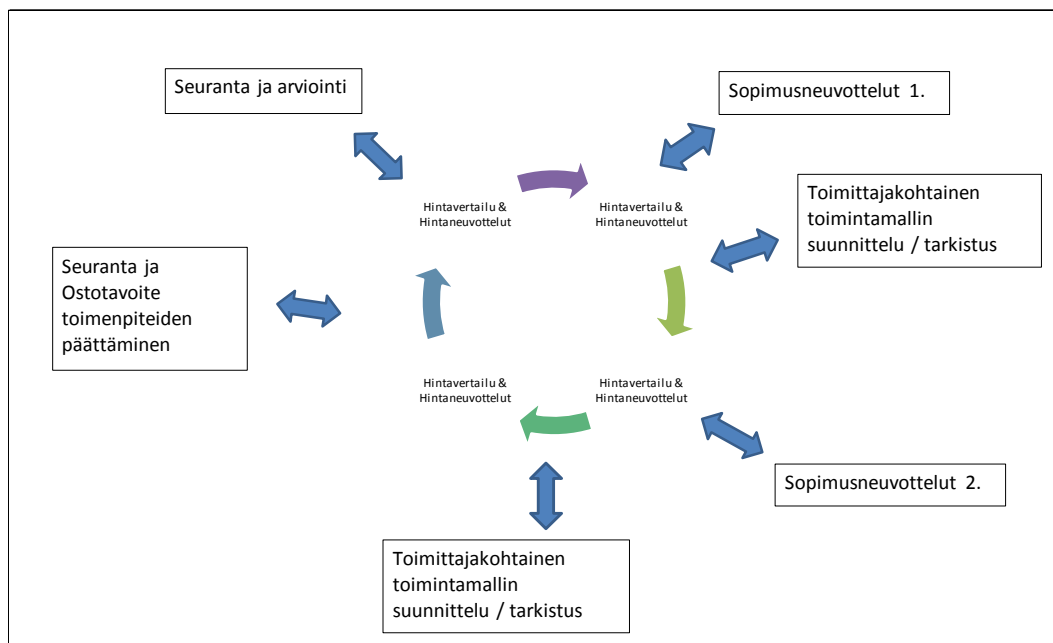 Seuranta ja arviointi
Sopimusneuvottelut 1.
Hintavertailu &
Hintaneuvottelut
Hintavertailu &
Hintaneuvottelut
Toimittajakohtainen
toimintamallin
suunnittelu / tarkistus
Seuranta ja
Ostotavoite
toimenpiteiden
päättäminen
Hintavertailu &
Hintaneuvottelut
Hintavertailu &
Hintaneuvottelut
Sopimusneuvottelut 2.
Toimittajakohtainen
toimintamallin
suunnittelu / tarkistus